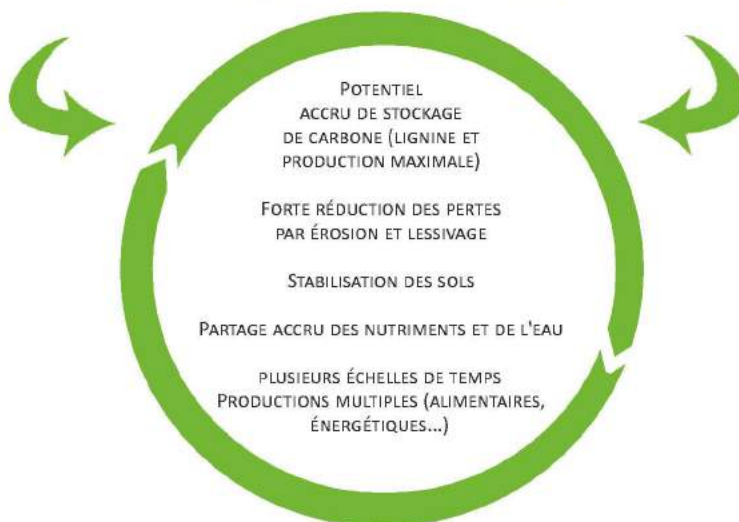 POTENTIEL
ACCRU DE STOCKAGE
DE CARBONE (LIGNINE ET
PRODUCTION MAXIMALE)
FORTE RÉDUCTION DES PERTES
PAR ÉROSION ET LESSIVAGE
STABILISATION DES SOLS
PARTAGE ACCRU DES NUTRIMENTS ET DE L'EAU
PLUSIEURS ÉCHELLES DE TEMPS
PRODUCTIONS MULTIPLES (ALIMENTAIRES,
ÉNERGÉTIQUES...)